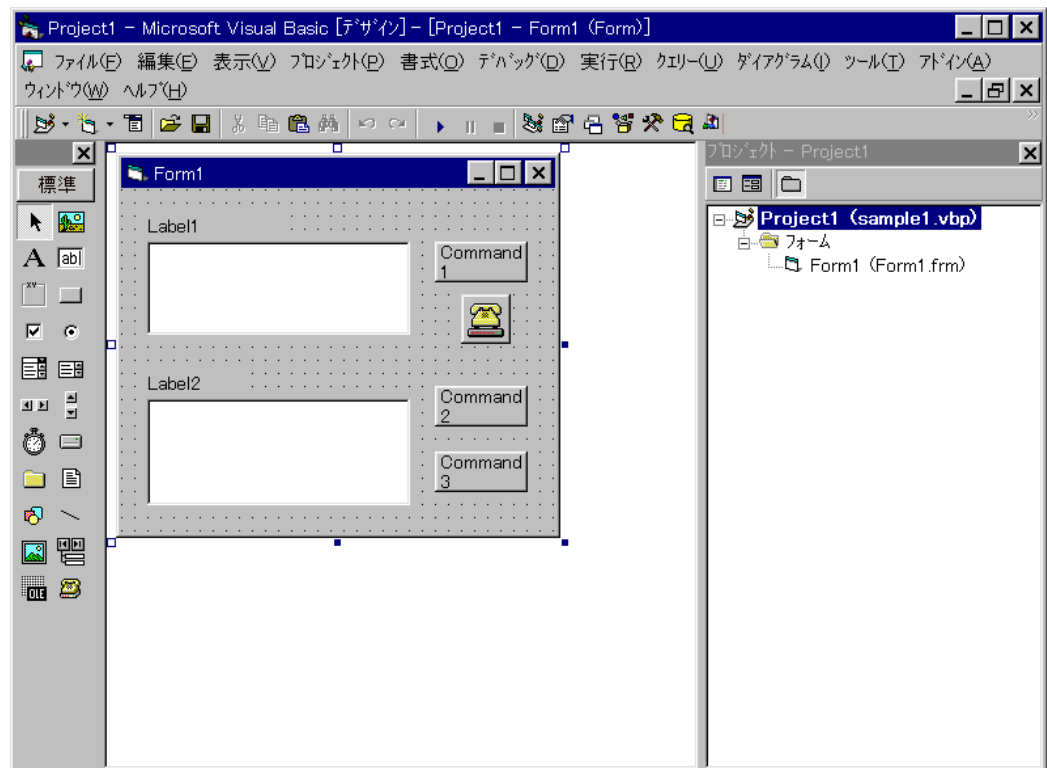 Project1 - Microsoft Visual Basic [ﾃﾞｻﾞｲﾝ] - [Project1 - Form1 (Form)]
ﾌｧｲﾙ(F) 編集(E) 表示(V) ﾌﾟﾛｼﾞｪｸﾄ(P) 書式(O) ﾃﾞﾊﾞｯｸﾞ(D) 実行(R) ｸｴﾘｰ(U) ﾀﾞｲｱｸﾞﾗﾑ(I) ﾂｰﾙ(T) ｱﾄﾞｲﾝ(A)
ｳｨﾝﾄﾞｳ(W) ﾍﾙﾌﾟ(H)
標準
A
ab
XY
OLE
Form1
Label1
Command
1
Label2
Command
2
Command
3
ﾌﾟﾛｼﾞｪｸﾄ - Project1
Project1 (sample1.vbp)
ﾌｫｰﾑ
Form1 (Form1.frm)